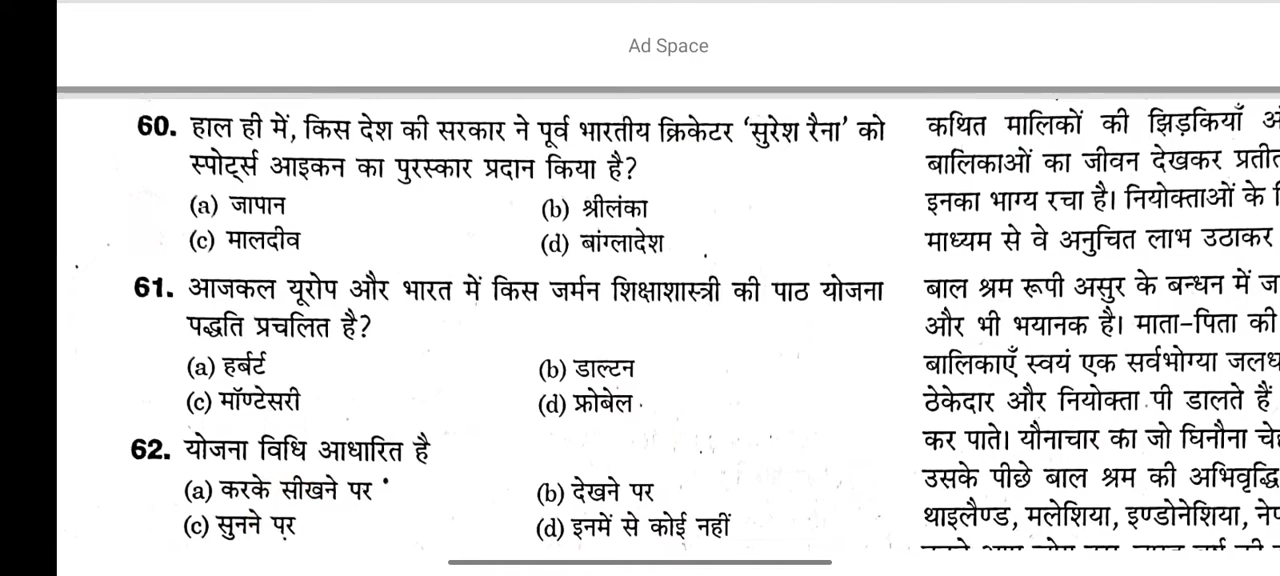 Ad Space
60. हाल ही में, किस देश की सरकार ने पूर्व भारतीय क्रिकेटर ‘सुरेश रैना’ को
स्पोर्ट्स आइकन का पुरस्कार प्रदान किया है?
(a) जापान (b) श्रीलंका
(c) मालदीव (d) बांग्लादेश
61. आजकल यूरोप और भारत में किस जर्मन शिक्षाशास्त्री की पाठ योजना
पद्धति प्रचलित है?
(a) हर्बर्ट (b) डाल्टन
(c) मॉण्टेसरी (d) फ्रोबेल
62. योजना विधि आधारित है
(a) करके सीखने पर (b) देखने पर
(c) सुनने पर (d) इनमें से कोई नहीं
कथित मालिकों की झिड़कियाँ
बालिकाओं का जीवन देखकर
इनका भाग्य रचा है। नियोक्ताओं के
माध्यम से वे अनुचित लाभ उठाकर
बाल श्रम रूपी असुर के बन्धन में
और भी भयानक है। माता-पिता की
बालिकाएँ स्वयं एक सर्वभोग्या
ठेकेदार और नियोक्ता पी डालते हैं
कर पाते। यौनाचार का जो घिनौना
उसके पीछे बाल श्रम की अभिवृद्धि
थाइलैण्ड, मलेशिया, इण्डोनेशिया,